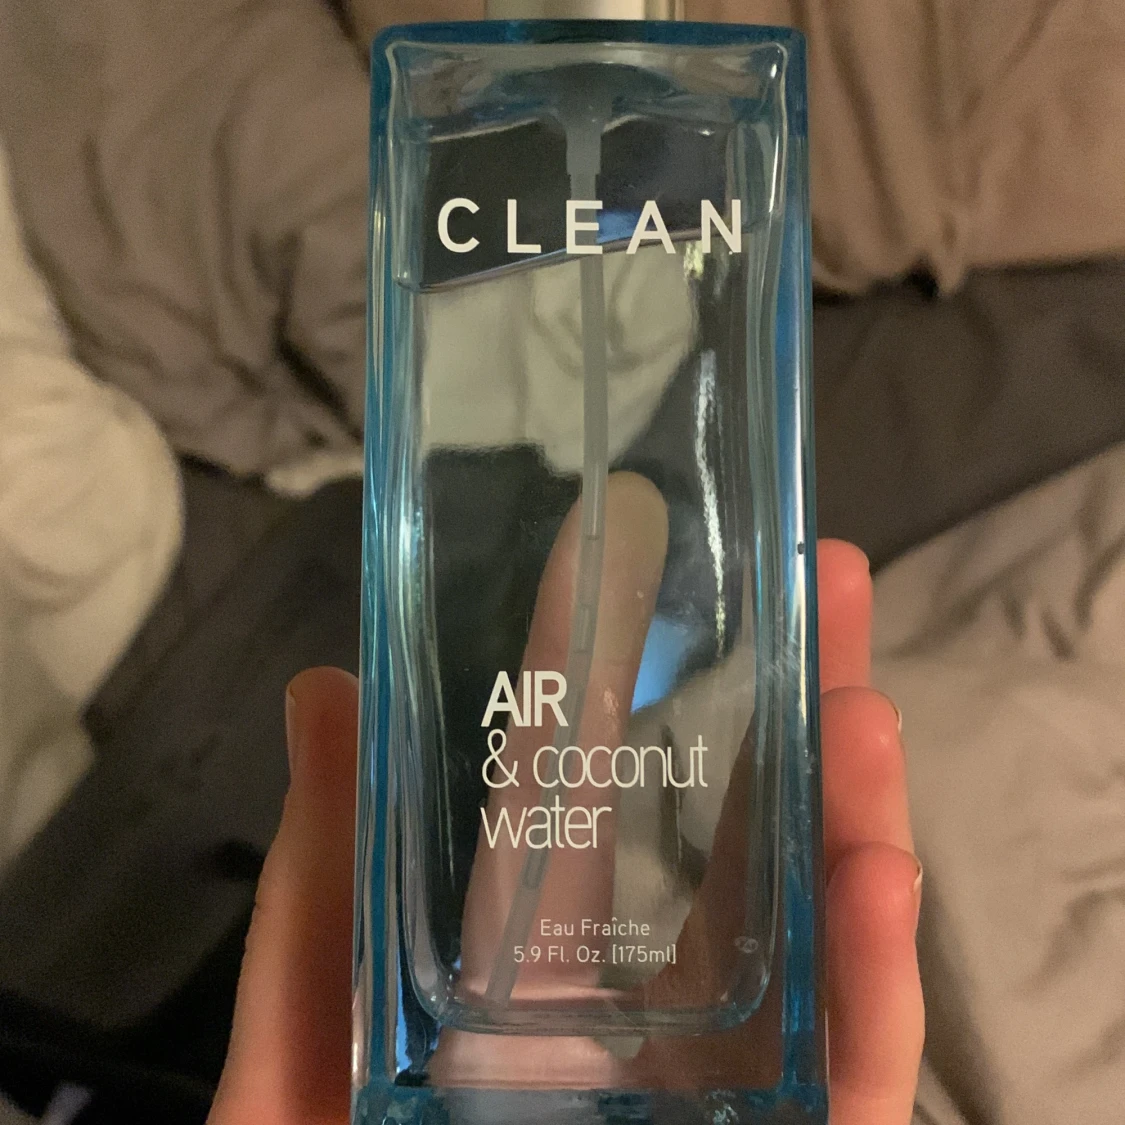 CLEAN
AIR
& coconut
water
Eau Fraîche
5.9 Fl. Oz. [175ml]